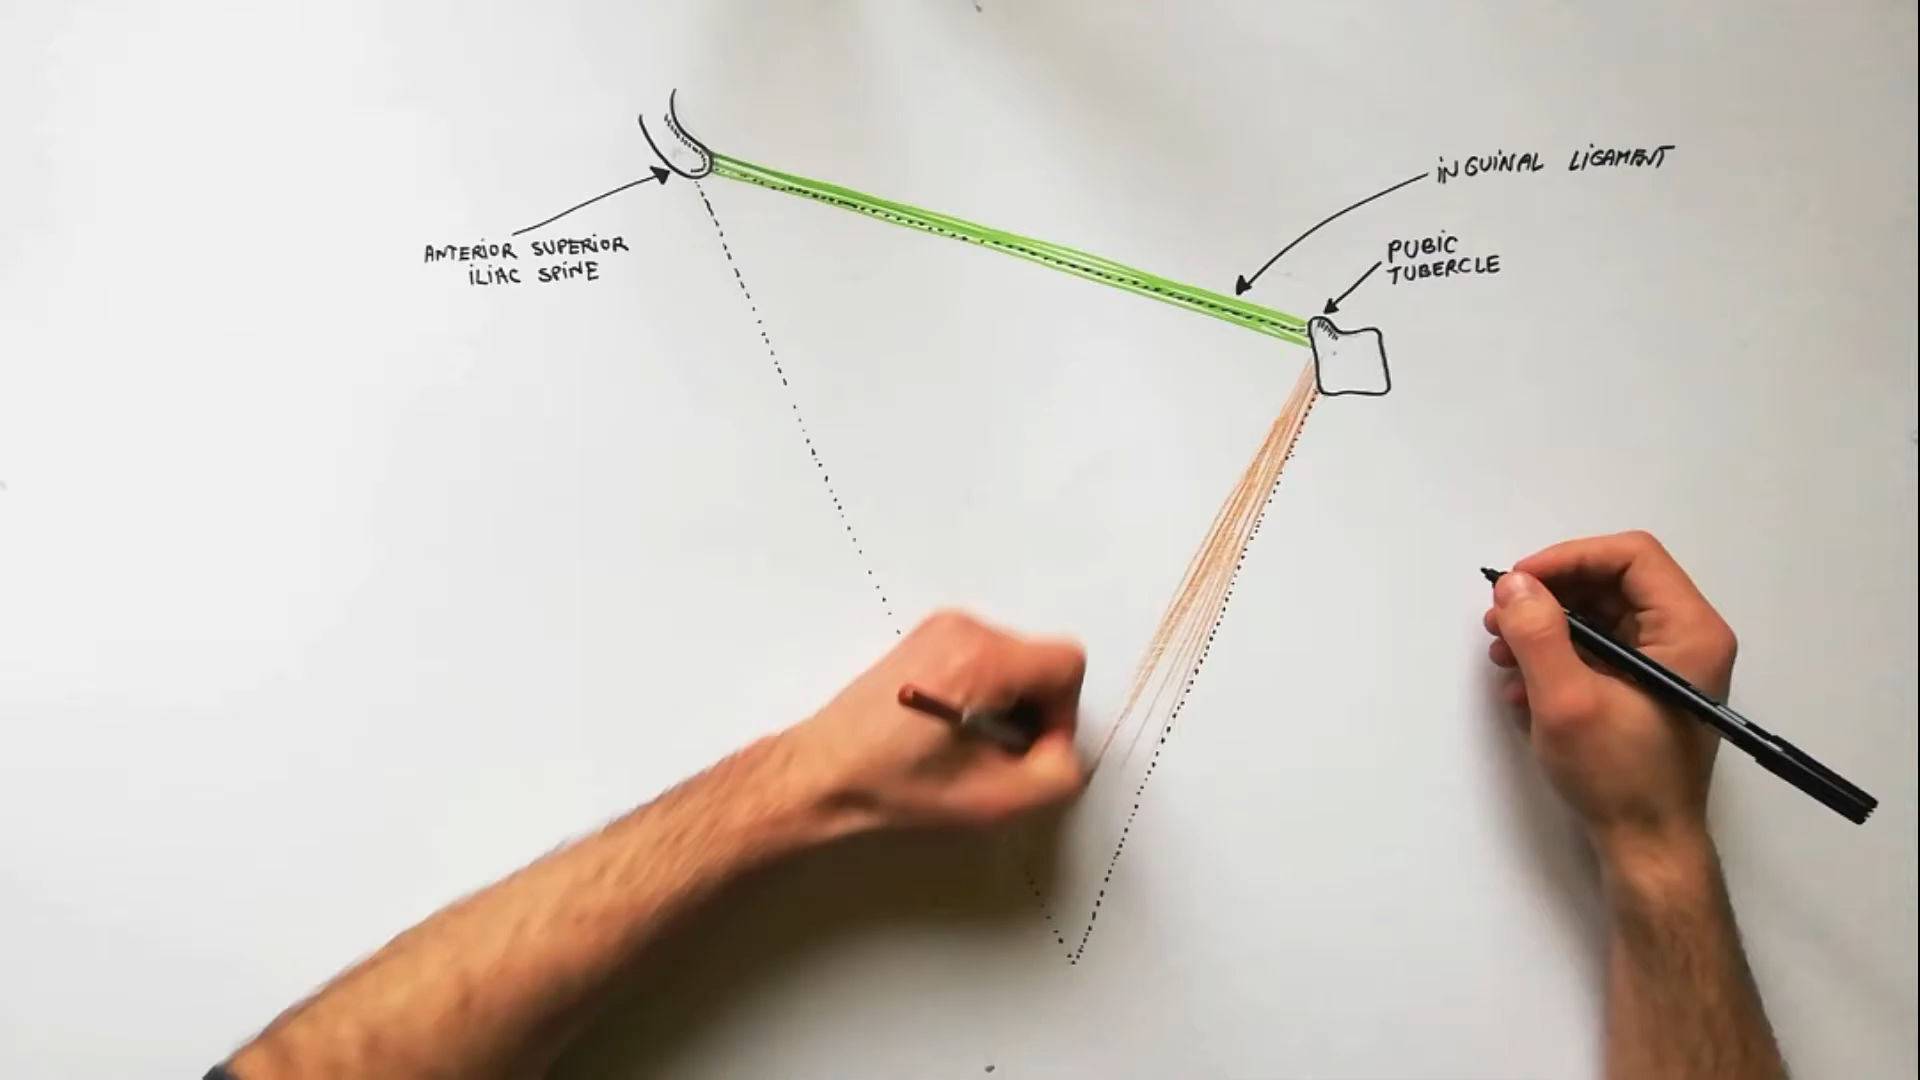 INGUINAL LIGAMENT
PUBIC
TUBERCLE
ANTERIOR SUPERIOR
ILIAC SPINE